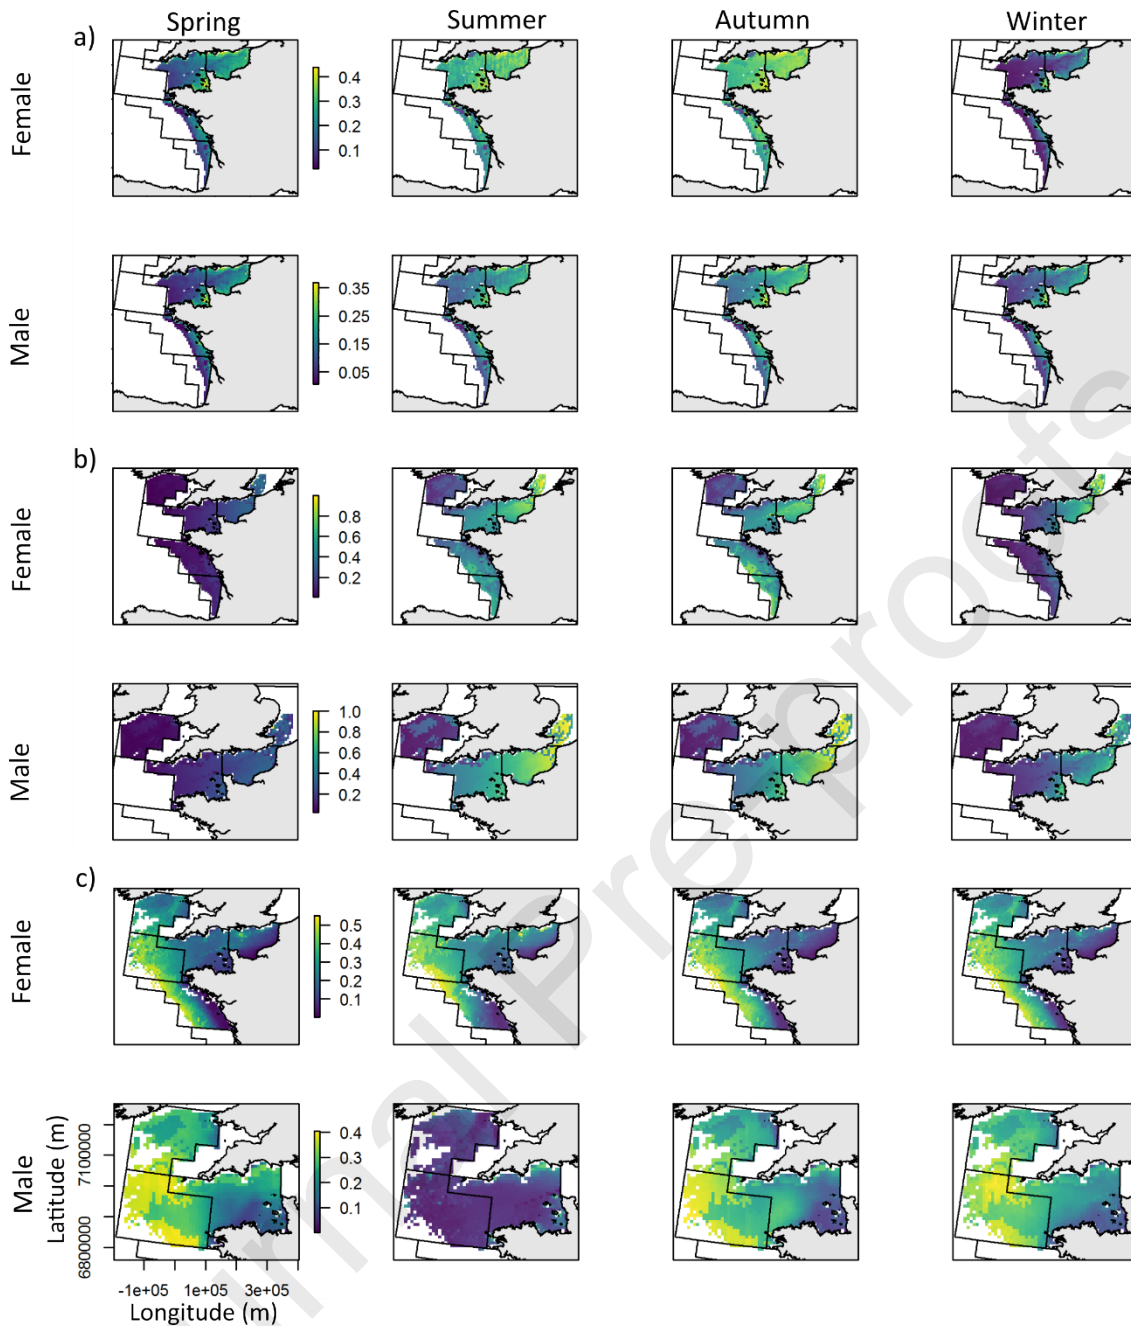 Spring Summer Autumn Winter
a)
Female
0.4
0.3
0.2
0.1
Male
0.35
0.25
0.15
0.05
b)
Female
0.8
0.6
0.4
0.2
Male
1.0
0.8
0.6
0.4
0.2
c)
Female
0.5
0.4
0.3
0.2
0.1
Male
Latitude (m)
7100000
6800000
0.4
0.3
0.2
0.1
-1e+05 1e+05 3e+05
Longitude (m)
Journal Pre-proofs